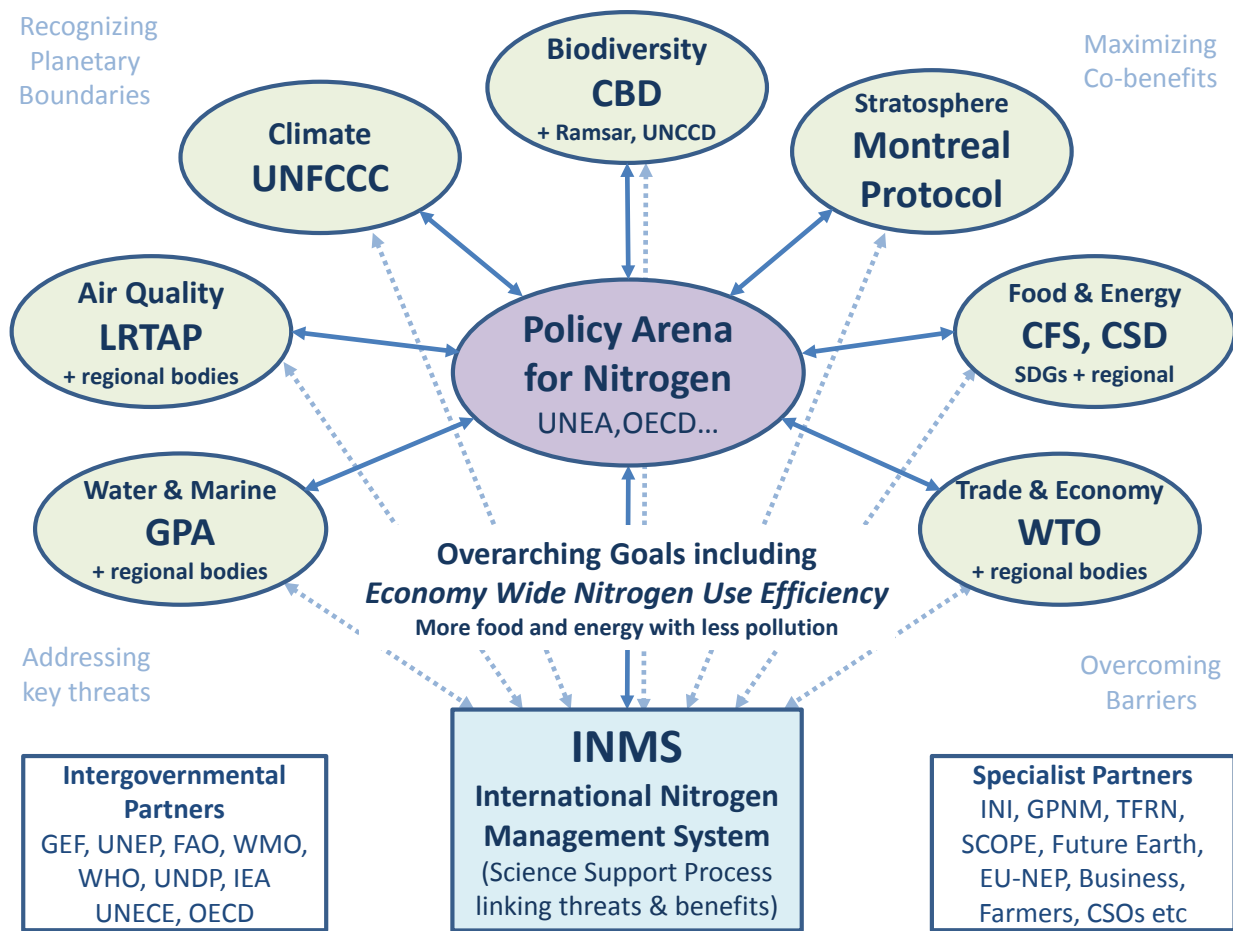 Recognizing
Planetary
Boundaries
Biodiversity
CBD
+ Ramsar, UNCCD
Maximizing
Co-benefits
Climate
UNFCCC
Stratosphere
Montreal
Protocol
Air Quality
LRTAP
+ regional bodies
Policy Arena
for Nitrogen
UNEA,OECD...
Food & Energy
CFS, CSD
SDGs + regional
Water & Marine
GPA
+ regional bodies
Trade & Economy
WTO
+ regional bodies
Overarching Goals including
Economy Wide Nitrogen Use Efficiency
More food and energy with less pollution
Addressing
key threats
Overcoming
Barriers
Intergovernmental
Partners
GEF, UNEP, FAO, WMO,
WHO, UNDP, IEA
UNECE, OECD
INMS
International Nitrogen
Management System
(Science Support Process
linking threats & benefits)
Specialist Partners
INI, GPNM, TFRN,
SCOPE, Future Earth,
EU-NEP, Business,
Farmers, CSOs etc